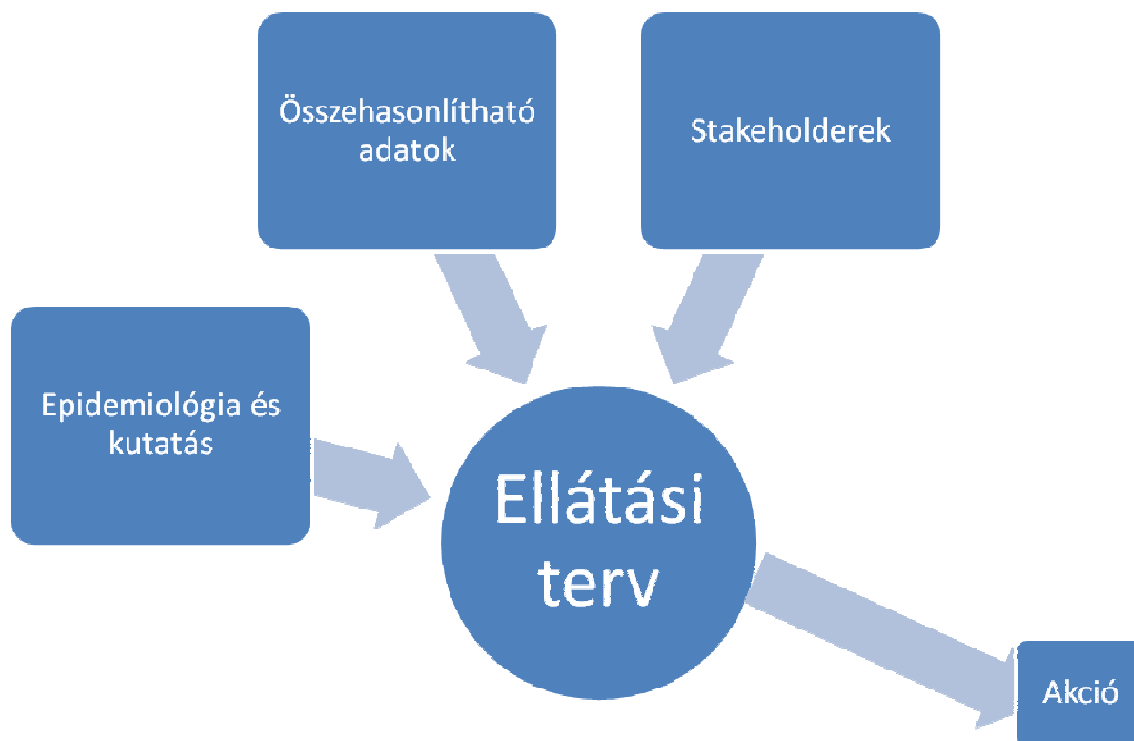 Összehasonlítható
adatok
Stakeholderek
Epidemiológia és
kutatás
Ellátási
terv
Akció